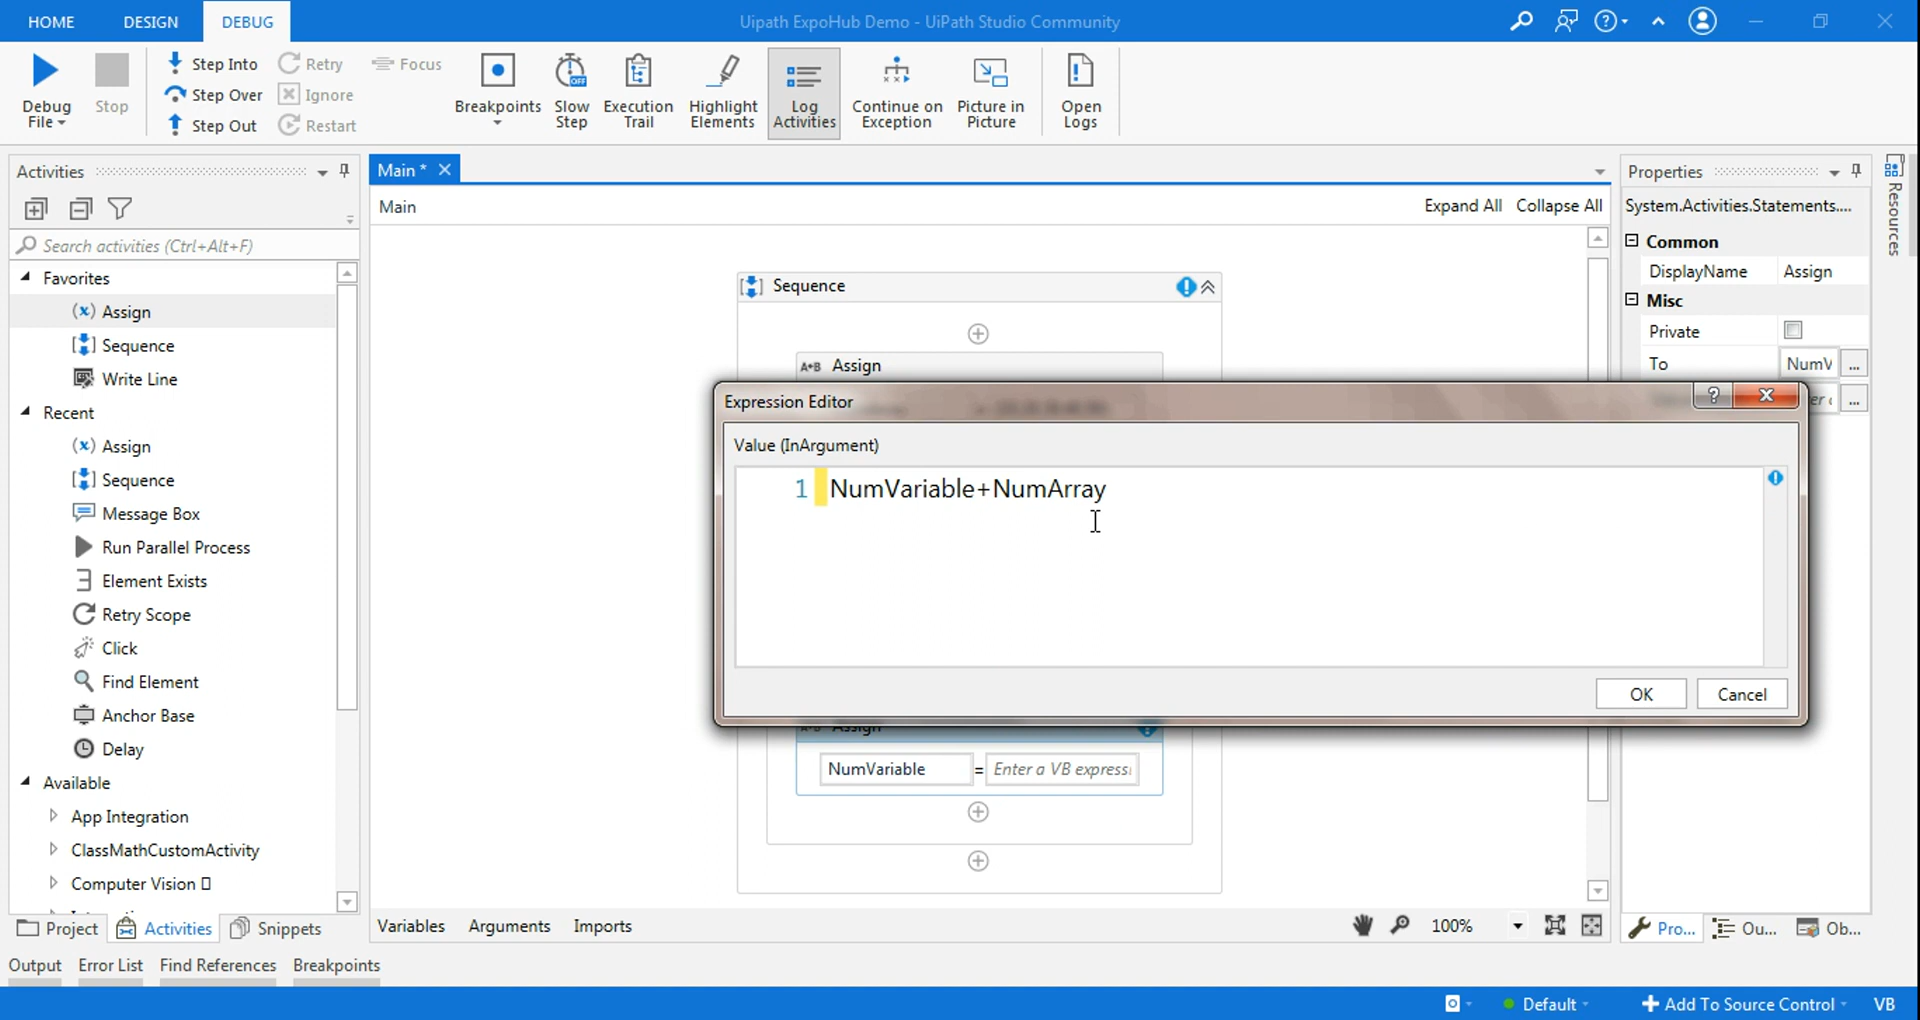 HOME DESIGN DEBUG Uipath ExpoHub Demo - UiPath Studio Community
Debug File
Stop
Step Into
Step Over
Step Out
Retry
Ignore
Restart
Focus
Breakpoints
Slow Step
OFF
Execution Trail
Highlight Elements
Log Activities
Continue on Exception
Picture in Picture
Open Logs
Activities
Search activities (Ctrl+Alt+F)
Favorites
(x) Assign
Sequence
Write Line
Recent
(x) Assign
Sequence
Message Box
Run Parallel Process
Element Exists
Retry Scope
Click
Find Element
Anchor Base
Delay
Available
App Integration
ClassMathCustomActivity
Computer Vision
Project Activities Snippets
Main *
Main Expand All Collapse All
Sequence
A+B Assign
Expression Editor
Value (InArgument)
1 NumVariable+NumArray
OK Cancel
Assign
NumVariable = Enter a VB expressi
Variables Arguments Imports 100%
Properties
System.Activities.Statements....
Common
DisplayName Assign
Misc
Private
To NumV ...
...
Pro... Ou... Ob...
Resources
Output Error List Find References Breakpoints
Default Add To Source Control VB